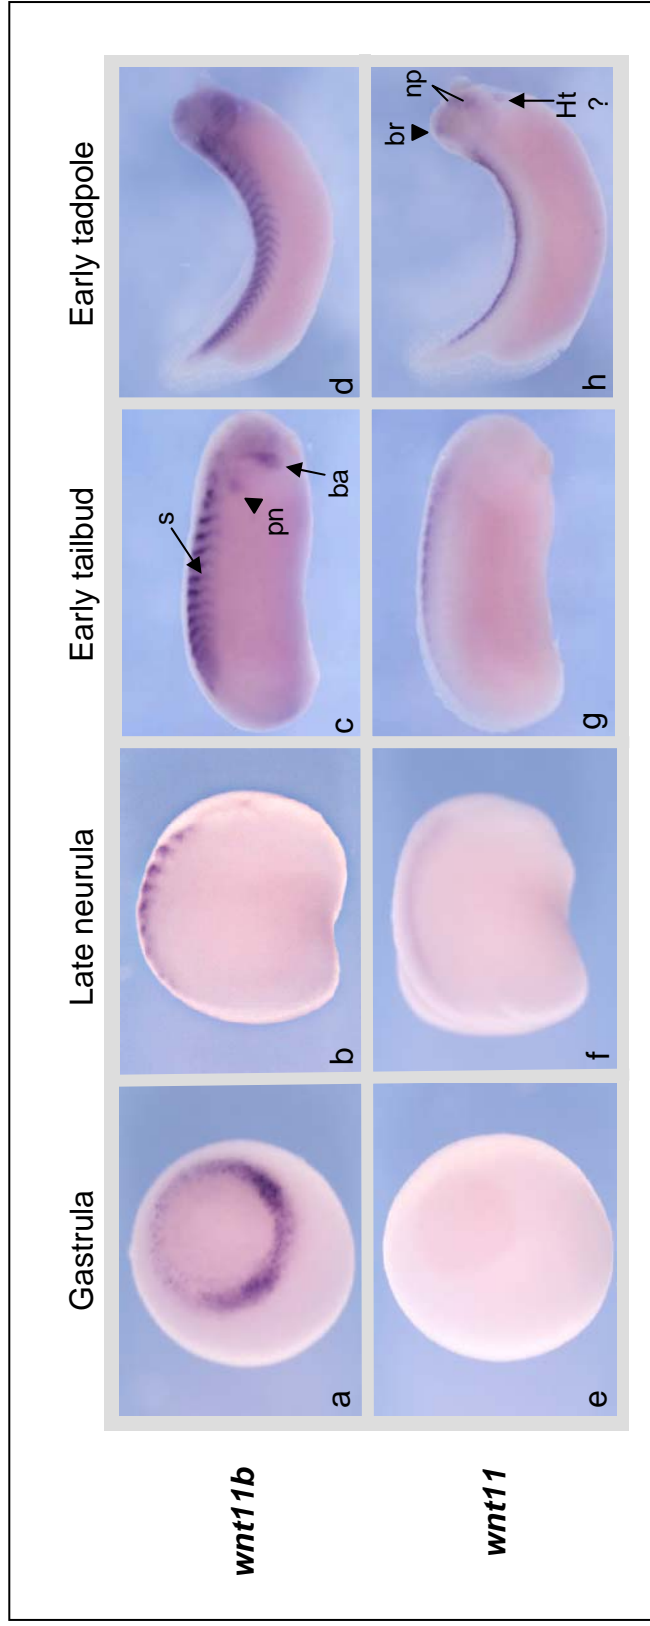 Gastrula Late neurula Early tailbud Early tadpole
wnt11b
a
b
c
s
pn
ba
d
wnt11
e
f
g
h
br
np
Ht
?